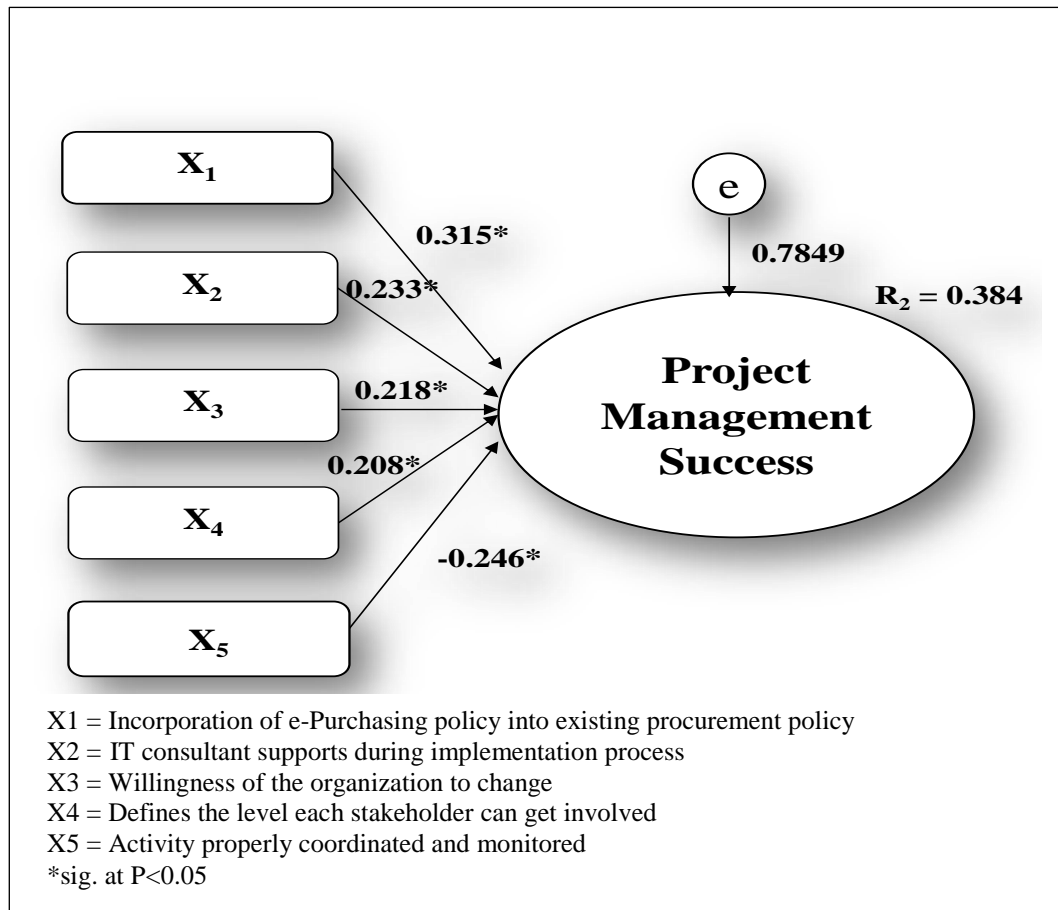 X₁
0.315*
e
0.7849
X₂
0.233*
R₂ = 0.384
X₃
0.218*
Project
Management
Success
0.208*
X₄
-0.246*
X₅
X1 = Incorporation of e-Purchasing policy into existing procurement policy
X2 = IT consultant supports during implementation process
X3 = Willingness of the organization to change
X4 = Defines the level each stakeholder can get involved
X5 = Activity properly coordinated and monitored
*sig. at P<0.05